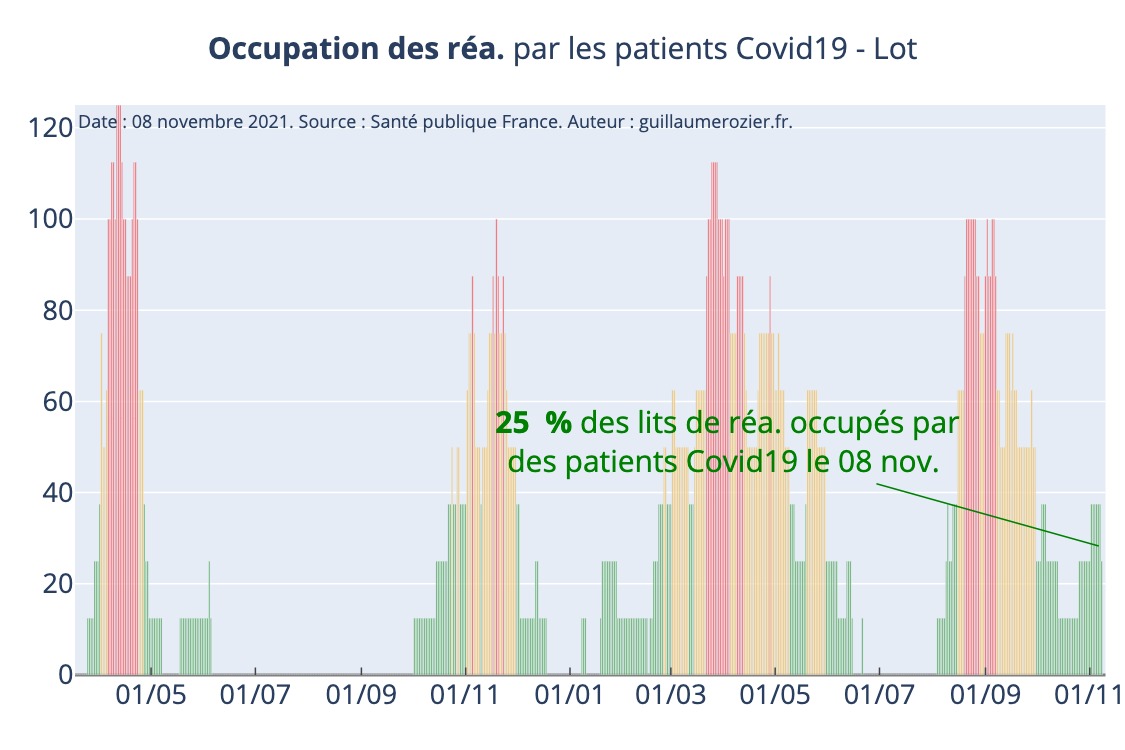 Occupation des réa. par les patients Covid19 - Lot
120
Date : 08 novembre 2021. Source : Santé publique France. Auteur : guillaumerozier.fr.
100
80
60
25 % des lits de réa. occupés par
des patients Covid19 le 08 nov.
40
20
0
01/05 01/07 01/09 01/11 01/01 01/03 01/05 01/07 01/09 01/11